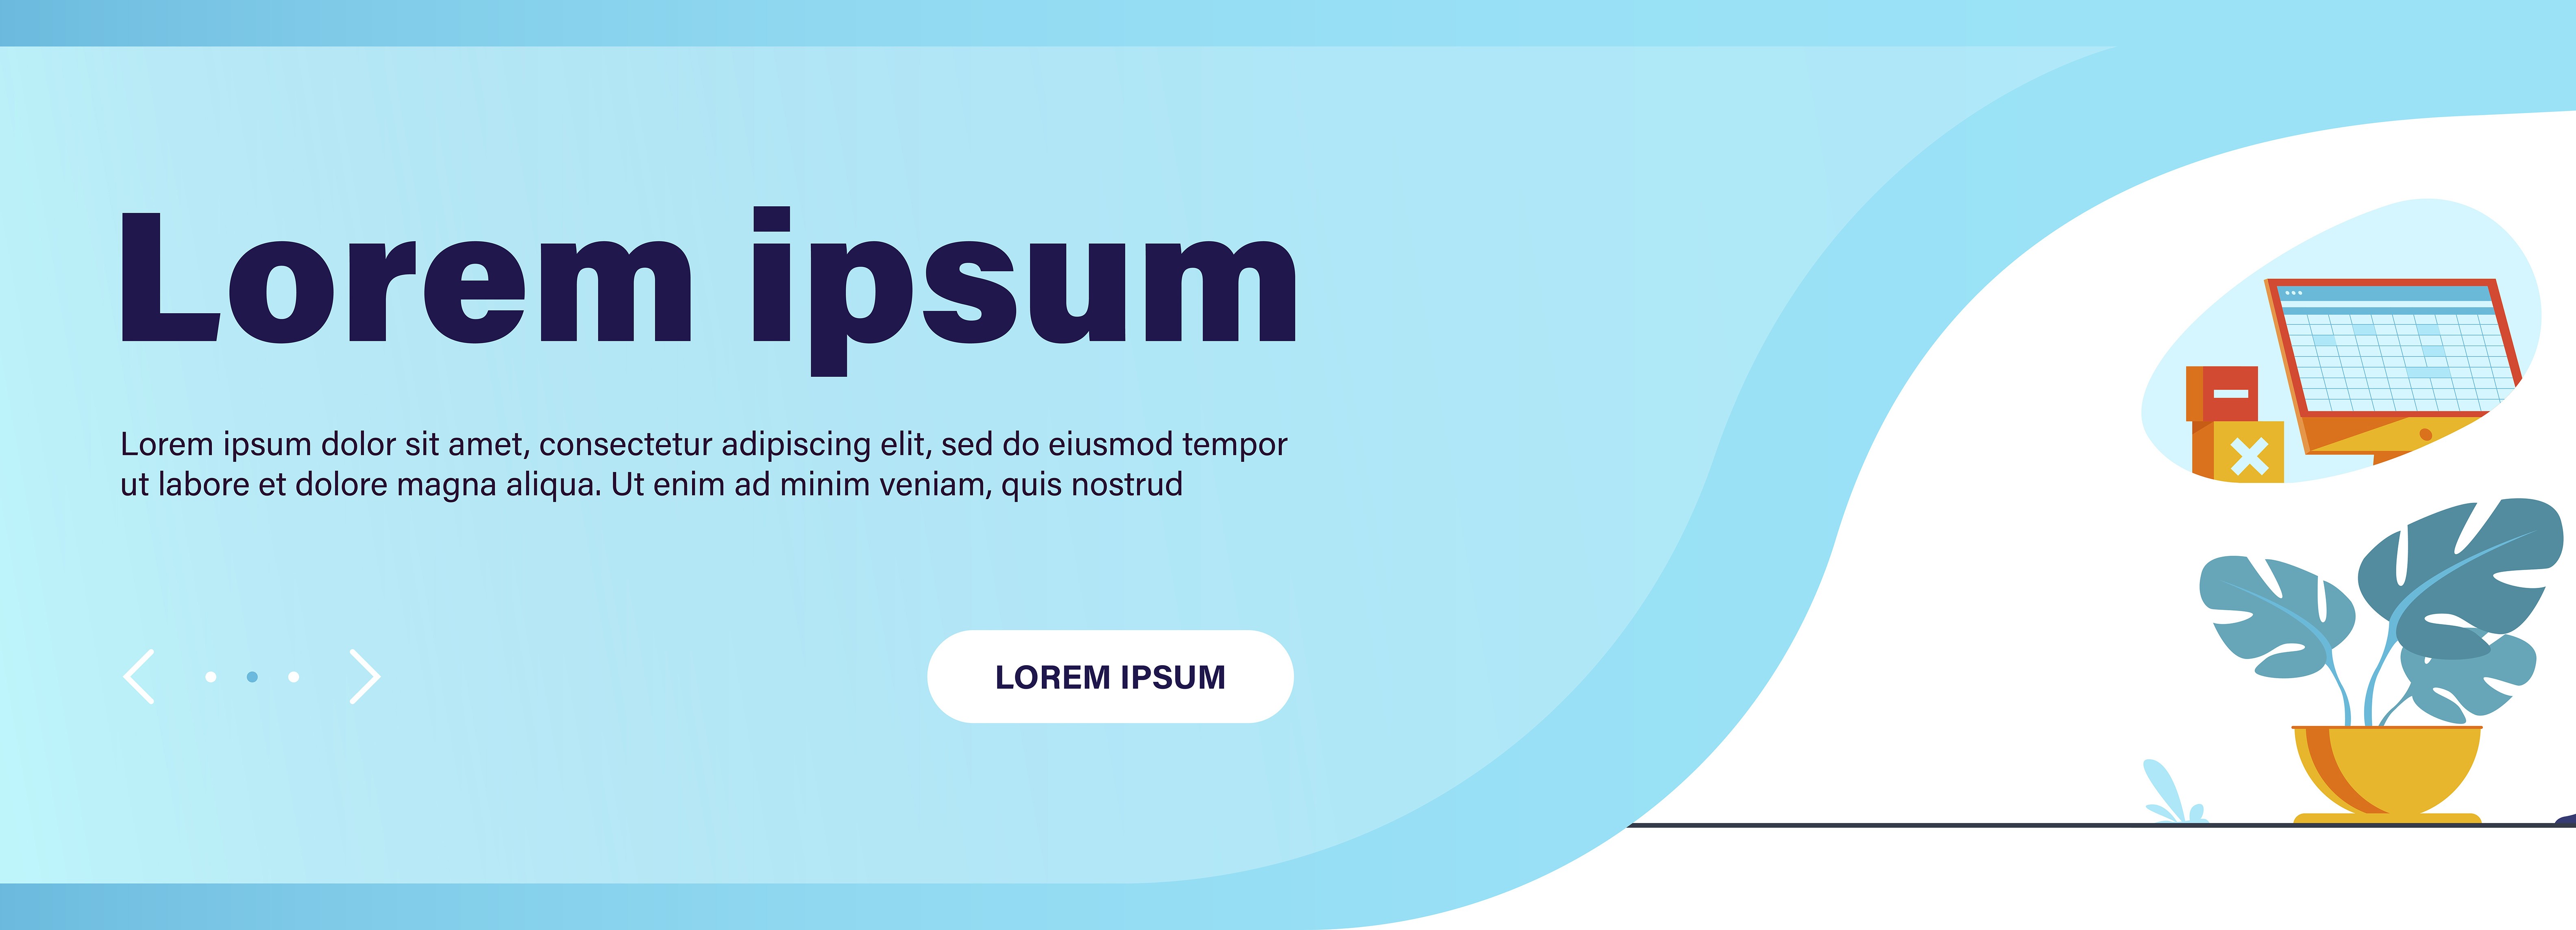 Lorem ipsum
Lorem ipsum dolor sit amet, consectetur adipiscing elit, sed do eiusmod tempor
ut labore et dolore magna aliqua. Ut enim ad minim veniam, quis nostrud
LOREM IPSUM